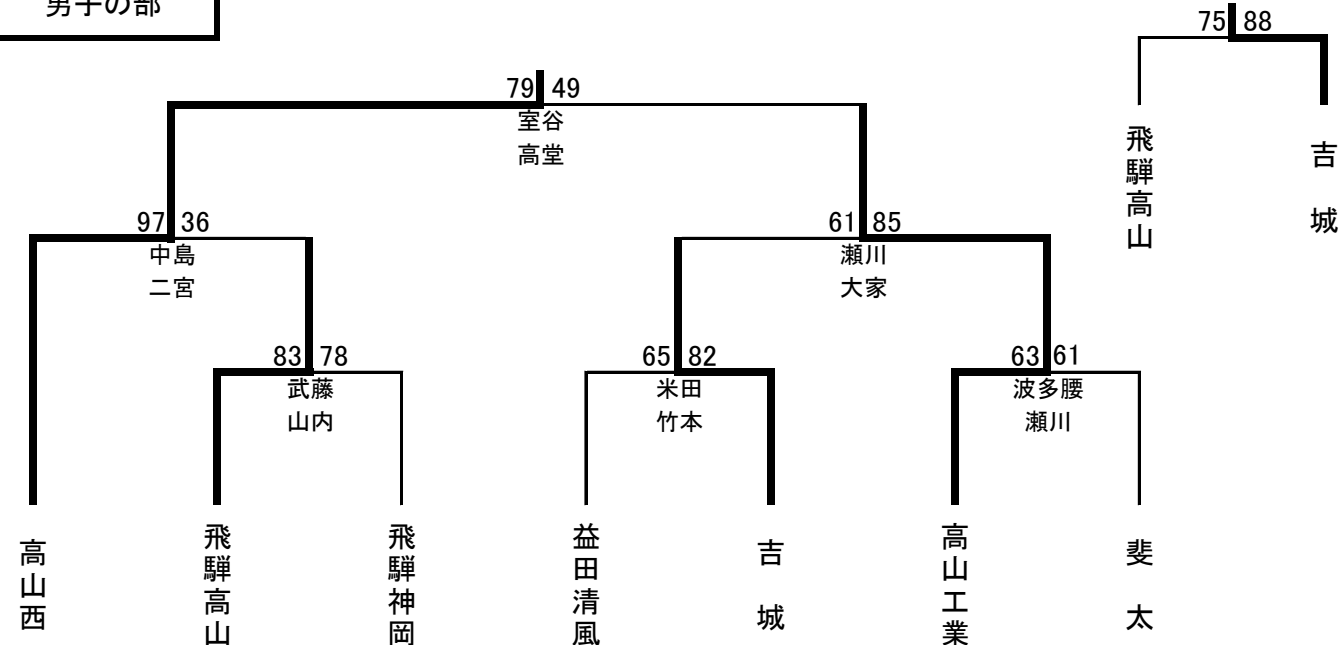 男子の部
75 88
79 49
室谷
高堂
飛騨高山
吉城
97 36
中島
二宮
61 85
瀬川
大家
83 78
武藤
山内
65 82
米田
竹本
63 61
波多腰
瀬川
高山西
飛騨高山
飛騨神岡
益田清風
吉城
高山工業
斐太